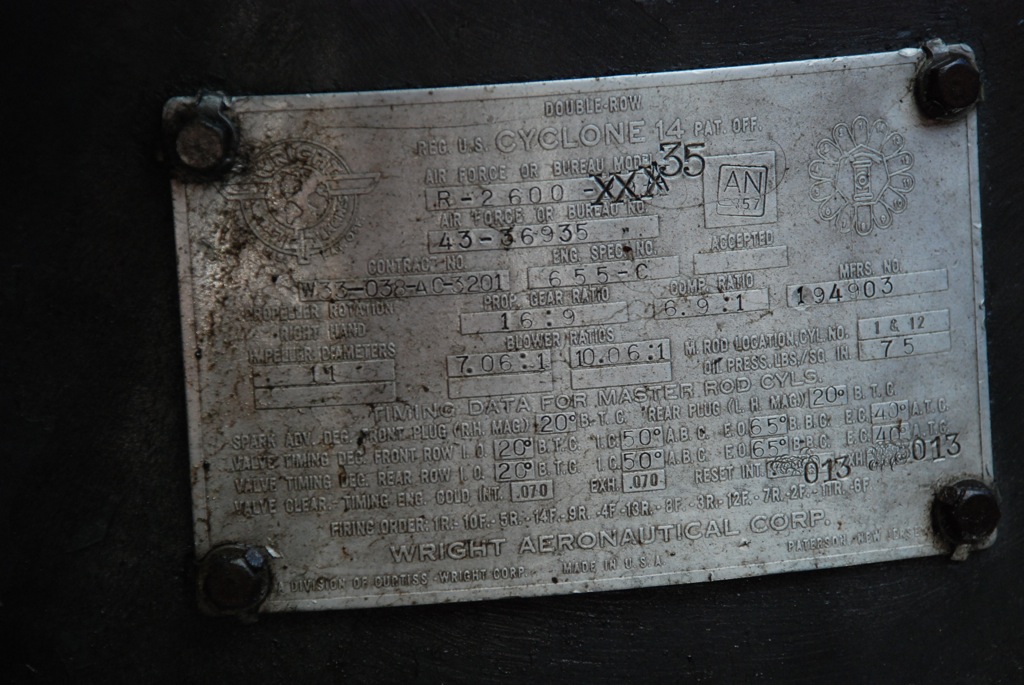 DOUBLE-ROW
REG. U.S. CYCLONE 14 PAT. OFF.
AIR FORCE OR BUREAU MODEL
R-2600-XXX 35
AN
57
AIR FORCE OR BUREAU NO.
43-36935
CONTRACT NO. ENG. SPEC. NO. ACCEPTED
W33-038-AC-3201 655-C
PROPELLER ROTATION PROP. GEAR RATIO COMP. RATIO MFRS. NO.
RIGHT HAND 16:9 6.9:1 194903
IMPELLER DIAMETERS BLOWER RATIOS M. ROD LOCATION, CYL. NO. 1 & 12
11 7.06:1 10.06:1 OIL PRESS. LBS./SQ. IN. 75
TIMING DATA FOR MASTER ROD CYLS.
SPARK ADV. DEG. FRONT PLUG (R.H. MAG) 20° B.T.C. REAR PLUG (L.H. MAG) 20° B.T.C.
VALVE TIMING DEG. FRONT ROW I.O. 20° B.T.C. I.C. 50° A.B.C. E.O. 65° B.B.C. E.C. 40° A.T.C.
VALVE TIMING DEG. REAR ROW I.O. 20° B.T.C. I.C. 50° A.B.C. E.O. 65° B.B.C. E.C. 40° A.T.C.
VALVE CLEAR.-TIMING ENG. COLD INT. .070 EXH. .070 RESET INT. 013 EXH. 013
FIRING ORDER: 1R.-10F.-5R.-14F.-9R.-4F.-13R.-8F.-3R.-12F.-7R.-2F.-11R.-6F
WRIGHT AERONAUTICAL CORP.
DIVISION OF CURTISS-WRIGHT CORP. MADE IN U.S.A. PATERSON, NEW JERSEY